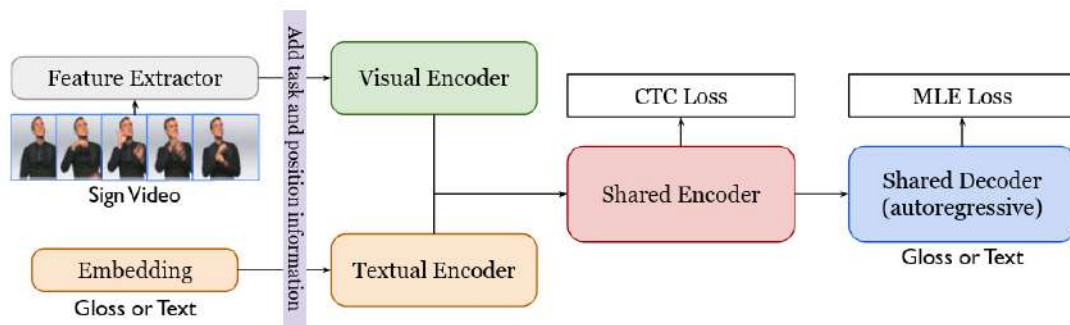 Feature Extractor
Sign Video
Embedding
Gloss or Text
Add task and position information
Visual Encoder
Textual Encoder
CTC Loss
Shared Encoder
MLE Loss
Shared Decoder
(autoregressive)
Gloss or Text